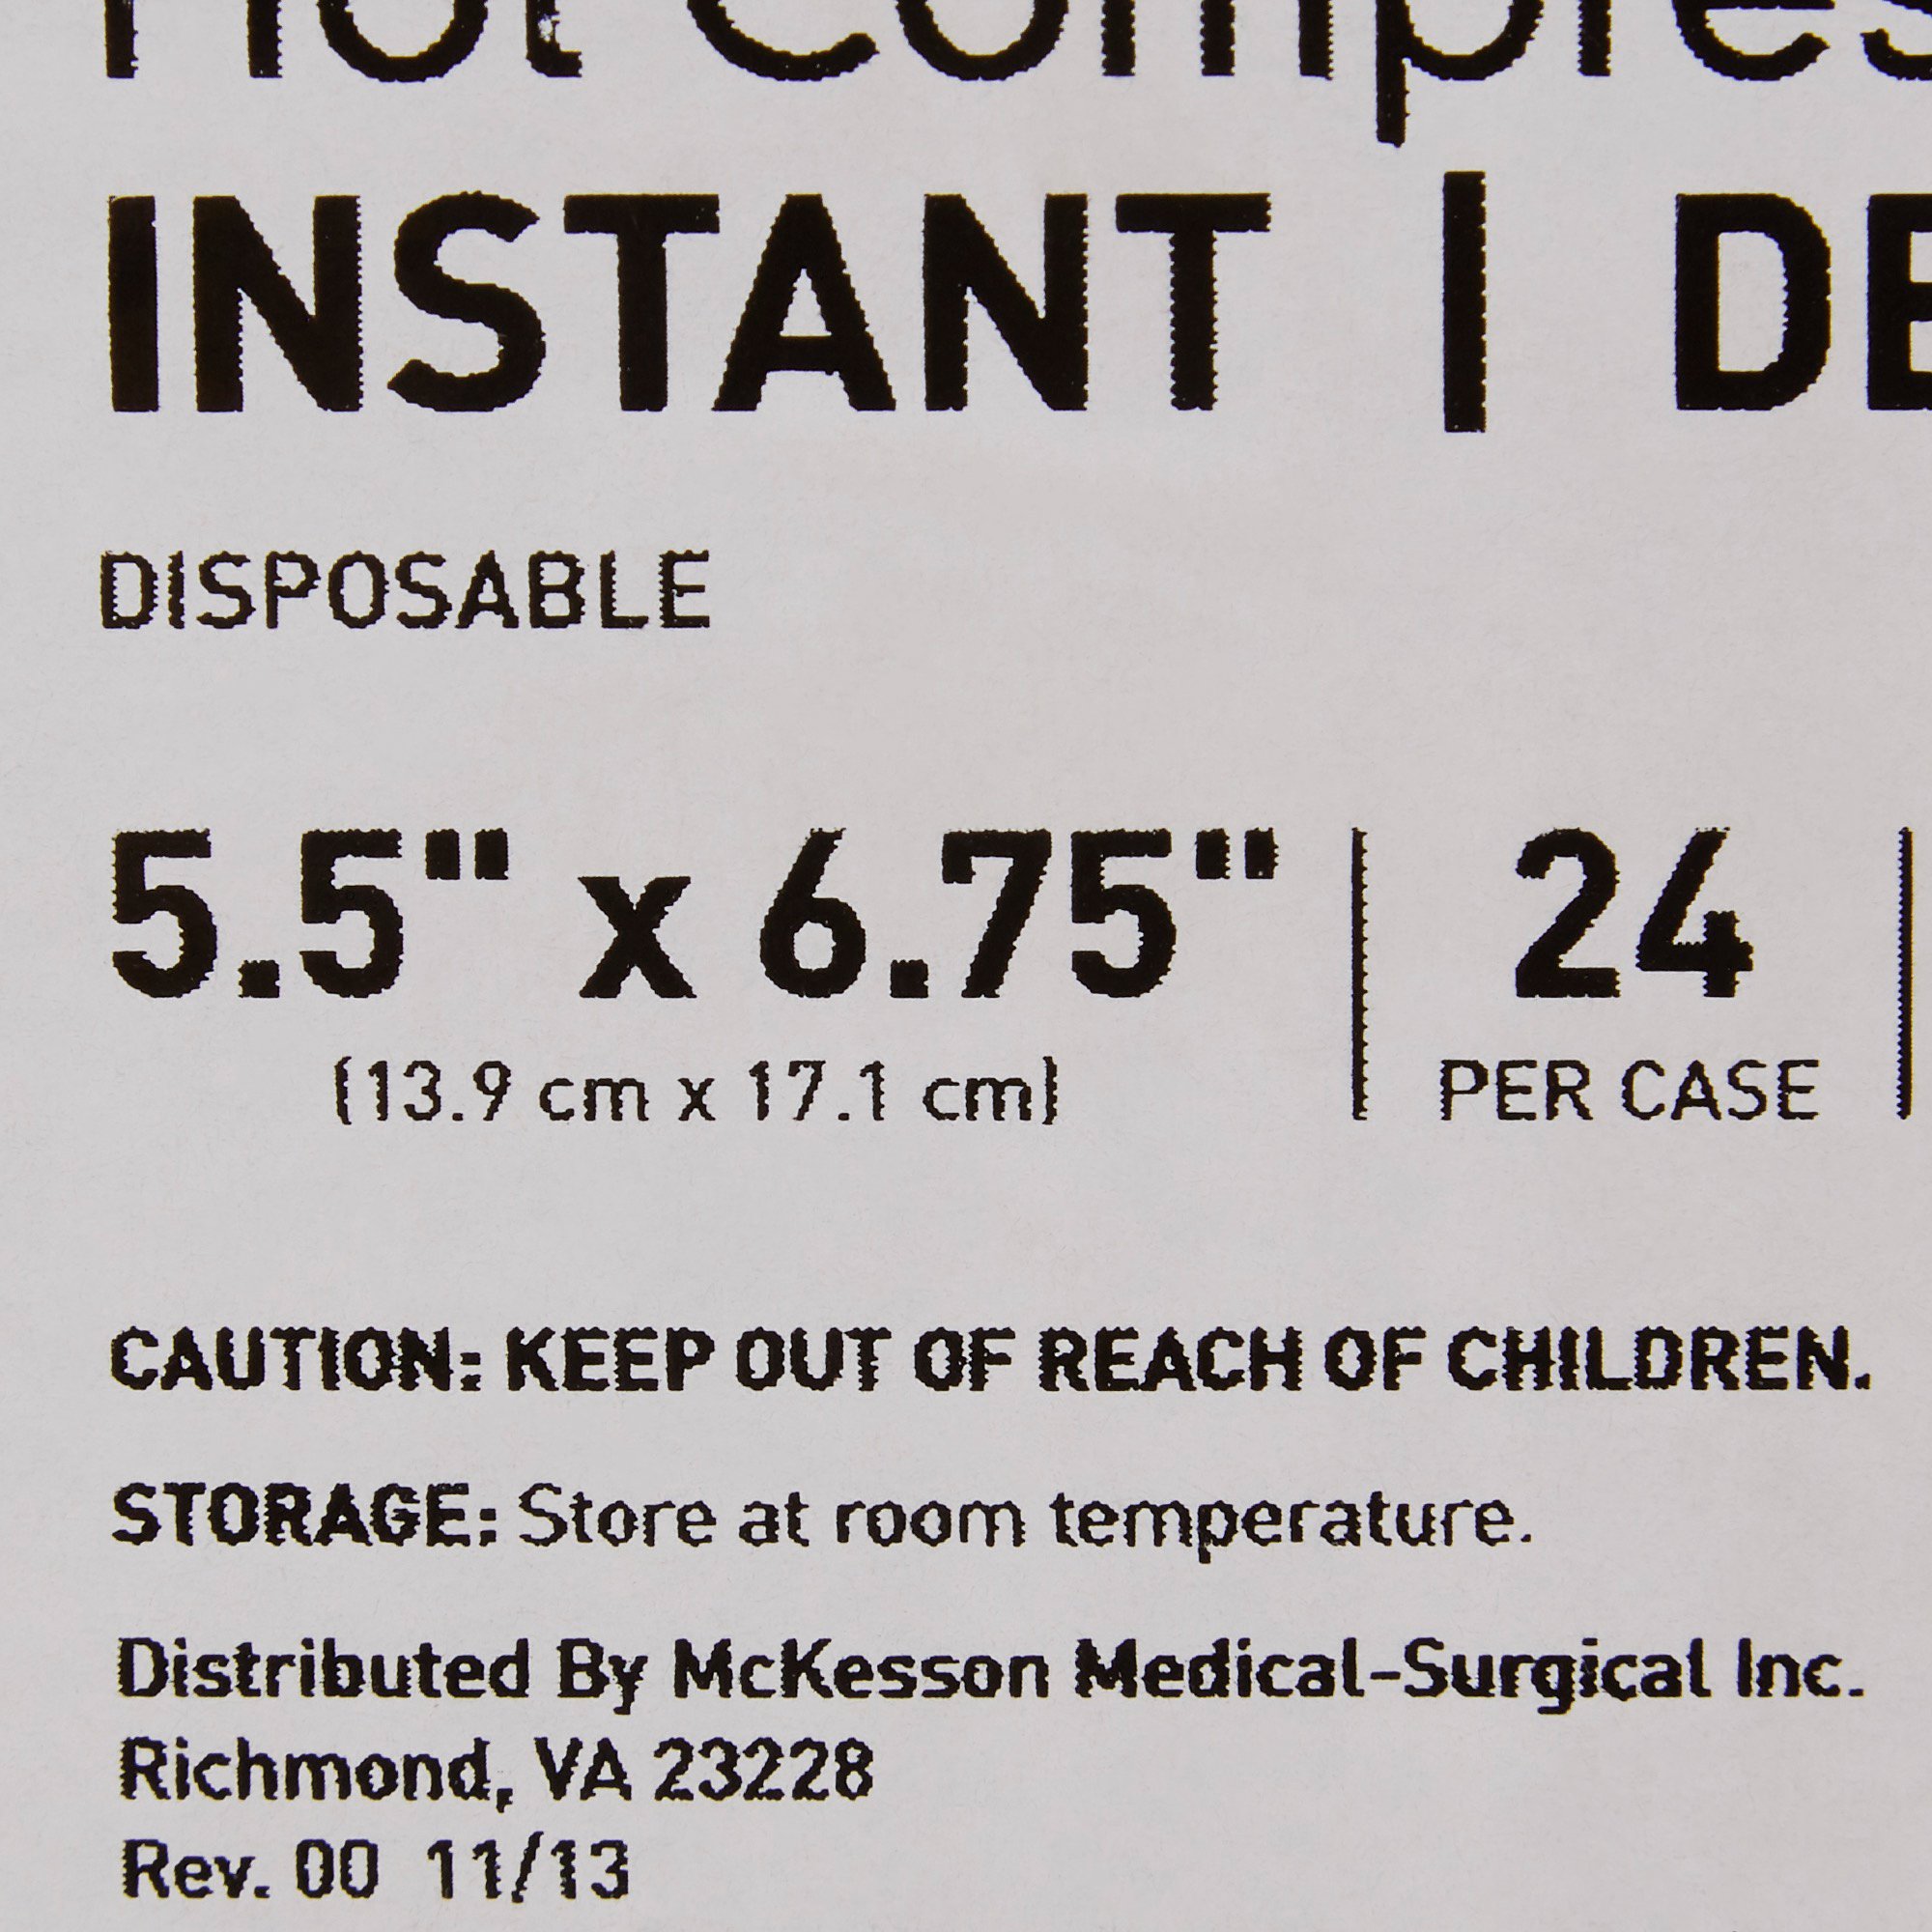 Hot
INSTANT |
DISPOSABLE
5.5" x 6.75" | 24 |
(13.9 cm x 17.1 cm) PER CASE
CAUTION: KEEP OUT OF REACH OF CHILDREN.
STORAGE: Store at room temperature.
Distributed By McKesson Medical-Surgical Inc.
Richmond, VA 23228
Rev. 00 11/13